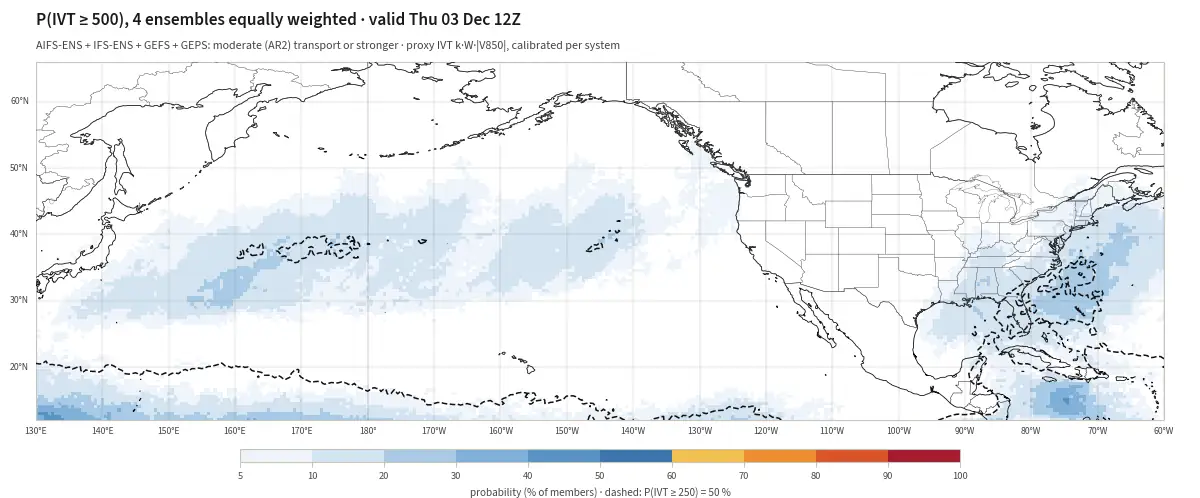 P(IVT ≥ 500), 4 ensembles equally weighted · valid Thu 03 Dec 12Z
AIFS-ENS + IFS-ENS + GEFS + GEPS: moderate (AR2) transport or stronger · proxy IVT k·W·|V850|, calibrated per system
60°N
50°N
40°N
30°N
20°N
130°E 140°E 150°E 160°E 170°E 180° 170°W 160°W 150°W 140°W 130°W 120°W 110°W 100°W 90°W 80°W 70°W 60°W
5 10 20 30 40 50 60 70 80 90 100
probability (% of members) · dashed: P(IVT ≥ 250) = 50 %